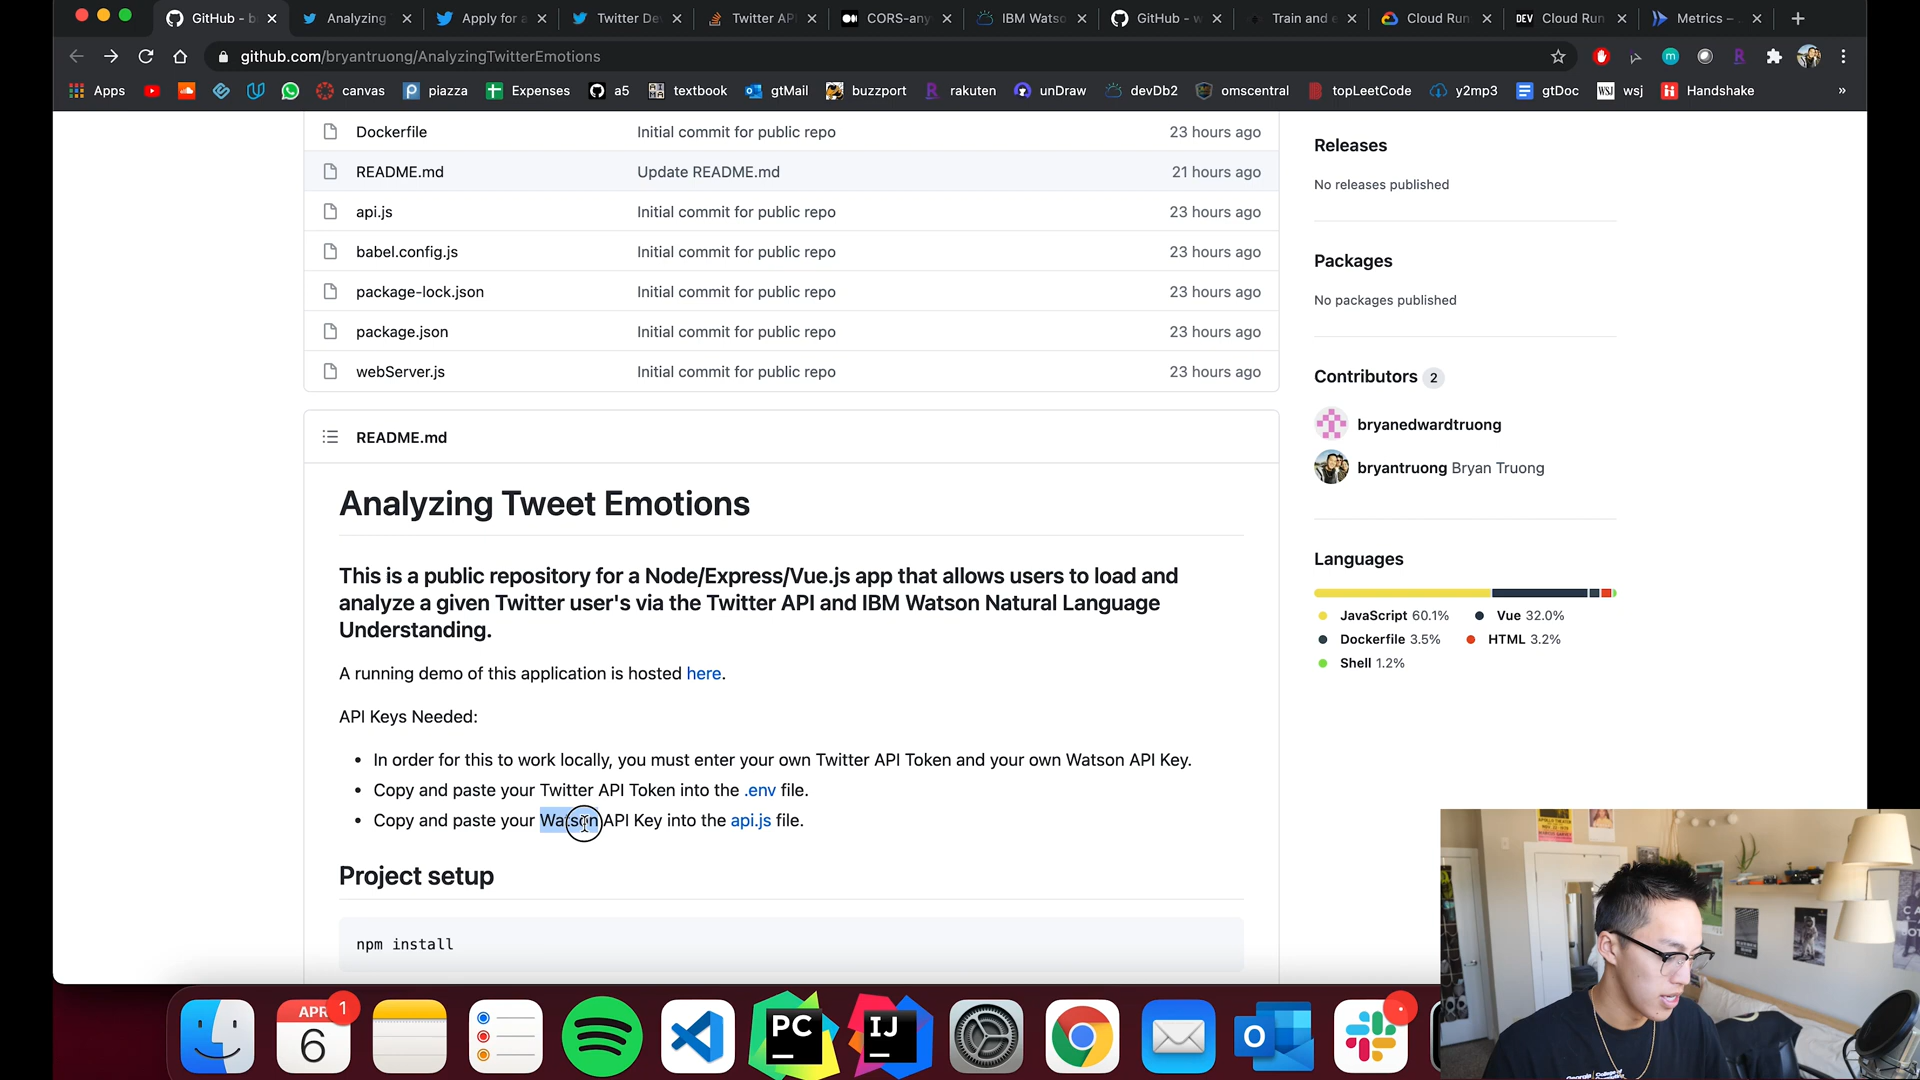 GitHub - b
Analyzing
Apply for a
Twitter De
Twitter API
CORS-any
IBM Watso
GitHub - w
Train and e
Cloud Run
DEV
Cloud Run
Metrics –
github.com/bryantruong/AnalyzingTwitterEmotions
Apps
canvas
piazza
Expenses
a5
textbook
gtMail
buzzport
rakuten
unDraw
devDb2
omscentral
topLeetCode
y2mp3
gtDoc
WSJ
wsj
Handshake
»
Dockerfile Initial commit for public repo 23 hours ago
README.md Update README.md 21 hours ago
api.js Initial commit for public repo 23 hours ago
babel.config.js Initial commit for public repo 23 hours ago
package-lock.json Initial commit for public repo 23 hours ago
package.json Initial commit for public repo 23 hours ago
webServer.js Initial commit for public repo 23 hours ago
README.md
Analyzing Tweet Emotions
This is a public repository for a Node/Express/Vue.js app that allows users to load and
analyze a given Twitter user's via the Twitter API and IBM Watson Natural Language
Understanding.
A running demo of this application is hosted here.
API Keys Needed:
• In order for this to work locally, you must enter your own Twitter API Token and your own Watson API Key.
• Copy and paste your Twitter API Token into the .env file.
• Copy and paste your Watson API Key into the api.js file.
Project setup
npm install
Releases
No releases published
Packages
No packages published
Contributors 2
bryanedwardtruong
bryantruong Bryan Truong
Languages
JavaScript 60.1% Vue 32.0%
Dockerfile 3.5% HTML 3.2%
Shell 1.2%
APR
1
6
PC
IJ
O